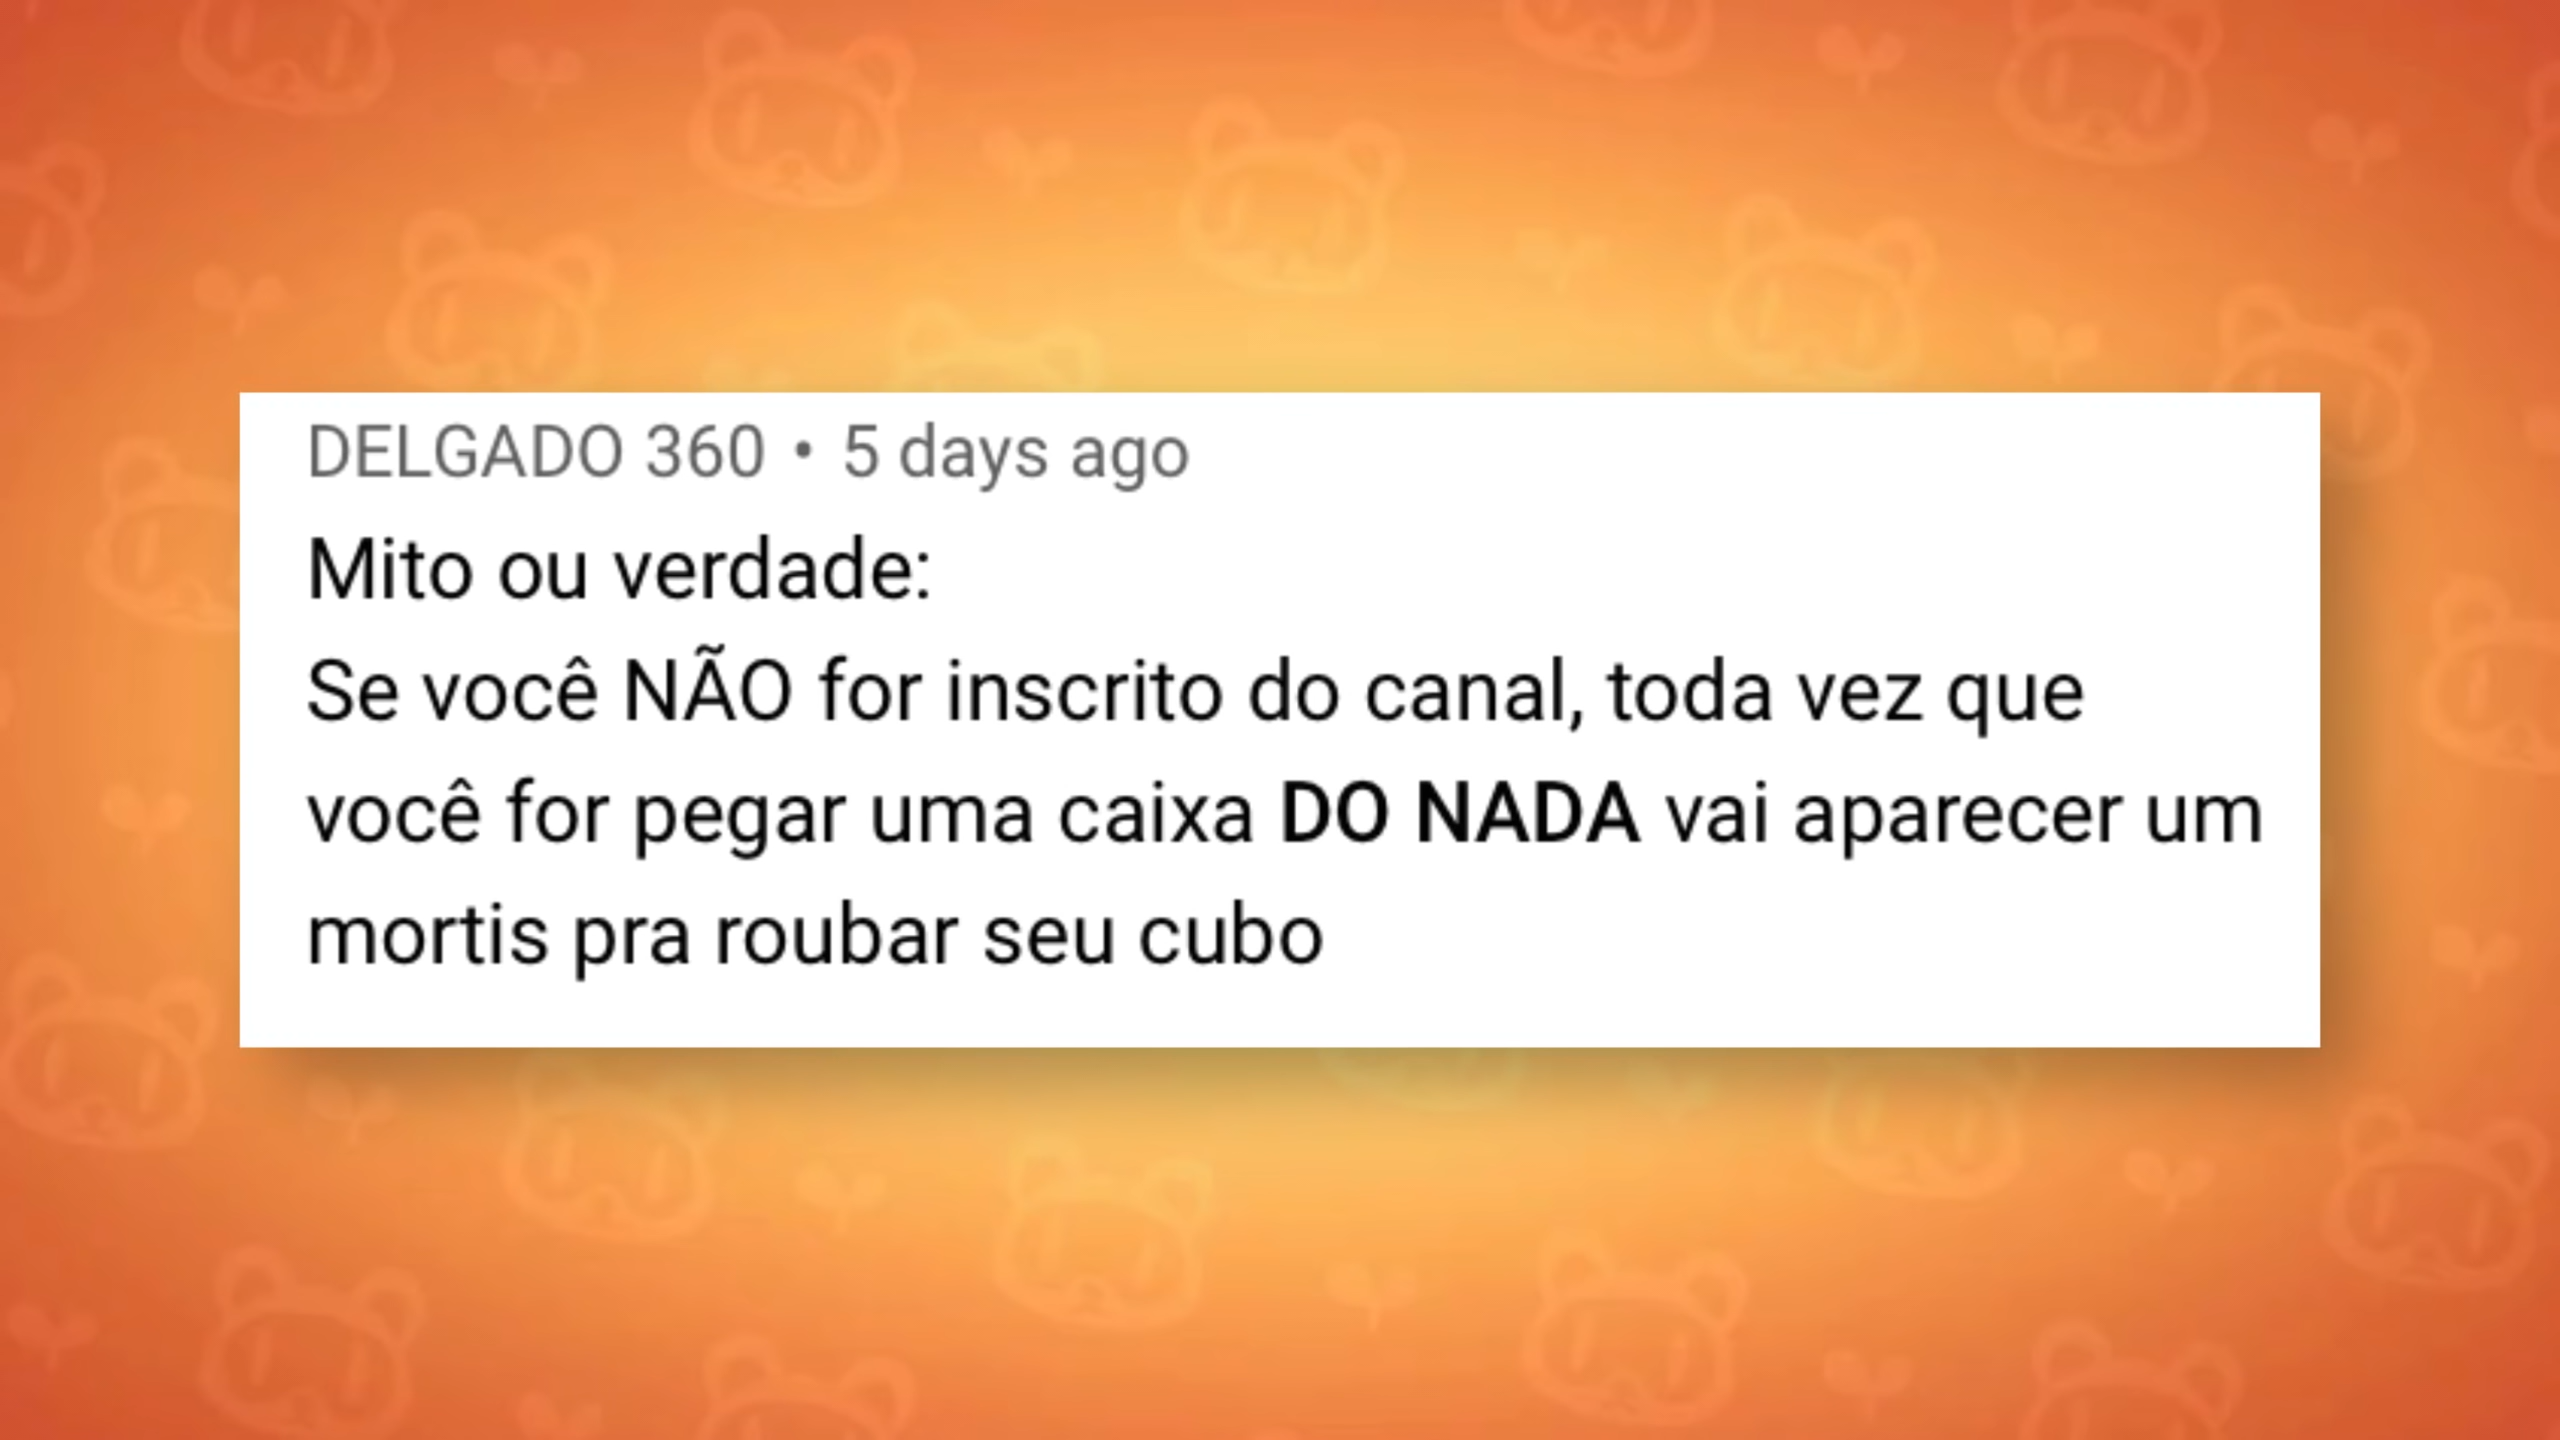 DELGADO 360 • 5 days ago
Mito ou verdade:
Se você NÃO for inscrito do canal, toda vez que
você for pegar uma caixa DO NADA vai aparecer um
mortis pra roubar seu cubo